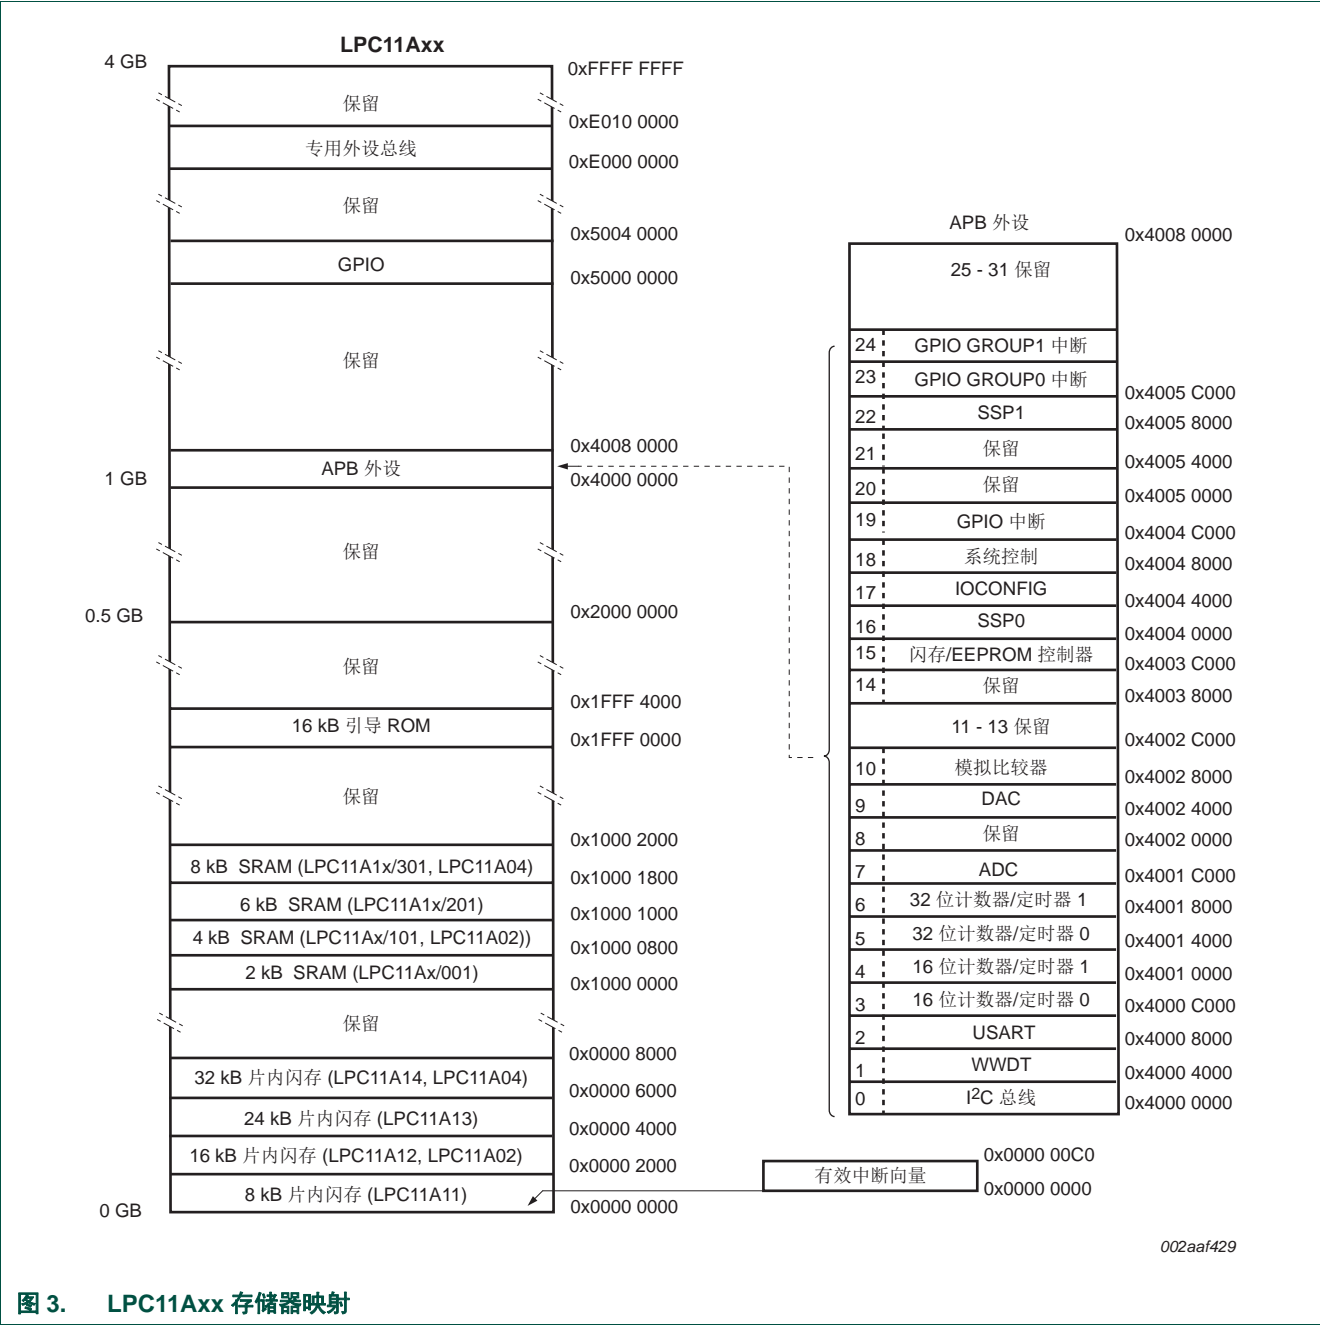 LPC11Axx
4 GB
0xFFFF FFFF
保留
0xE010 0000
专用外设总线
0xE000 0000
保留
0x5004 0000
GPIO
0x5000 0000
保留
0x4008 0000
APB 外设
1 GB
0x4000 0000
保留
0x2000 0000
0.5 GB
保留
0x1FFF 4000
16 kB 引导 ROM
0x1FFF 0000
保留
0x1000 2000
8 kB SRAM (LPC11A1x/301, LPC11A04)
0x1000 1800
6 kB SRAM (LPC11A1x/201)
0x1000 1000
4 kB SRAM (LPC11Ax/101, LPC11A02))
0x1000 0800
2 kB SRAM (LPC11Ax/001)
0x1000 0000
保留
0x0000 8000
32 kB 片内闪存 (LPC11A14, LPC11A04)
0x0000 6000
24 kB 片内闪存 (LPC11A13)
0x0000 4000
16 kB 片内闪存 (LPC11A12, LPC11A02)
0x0000 2000
8 kB 片内闪存 (LPC11A11)
0x0000 0000
0 GB
APB 外设
0x4008 0000
25 - 31 保留
24 GPIO GROUP1 中断
23 GPIO GROUP0 中断
0x4005 C000
22 SSP1
0x4005 8000
21 保留
0x4005 4000
20 保留
0x4005 0000
19 GPIO 中断
0x4004 C000
18 系统控制
0x4004 8000
17 IOCONFIG
0x4004 4000
16 SSP0
0x4004 0000
15 闪存/EEPROM 控制器
0x4003 C000
14 保留
0x4003 8000
11 - 13 保留
0x4002 C000
10 模拟比较器
0x4002 8000
9 DAC
0x4002 4000
8 保留
0x4002 0000
7 ADC
0x4001 C000
6 32 位计数器/定时器 1
0x4001 8000
5 32 位计数器/定时器 0
0x4001 4000
4 16 位计数器/定时器 1
0x4001 0000
3 16 位计数器/定时器 0
0x4000 C000
2 USART
0x4000 8000
1 WWDT
0x4000 4000
0 I2C 总线
0x4000 0000
0x0000 00C0
有效中断向量
0x0000 0000
002aaf429
图 3. LPC11Axx 存储器映射